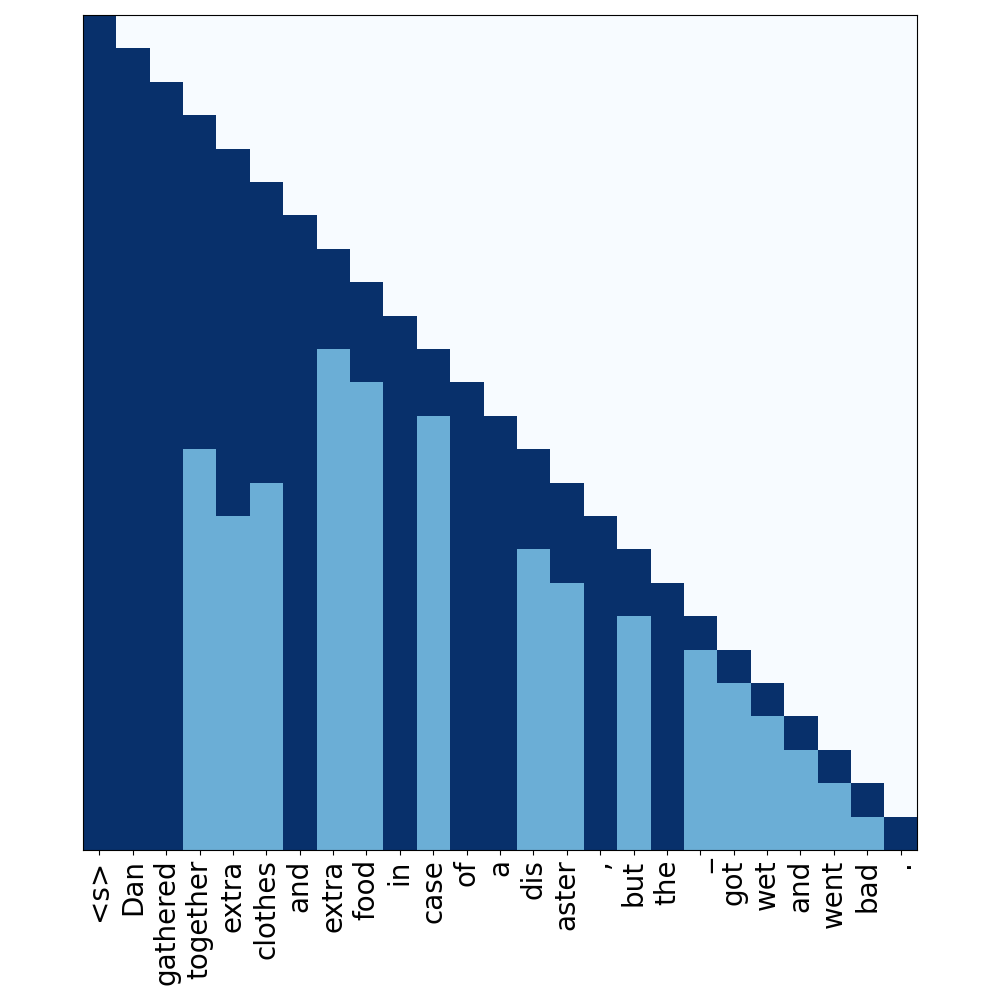 <s>
Dan
gathered
together
extra
clothes
and
extra
food
in
case
of
a
dis
aster
,
but
the
_
got
wet
and
went
bad
.